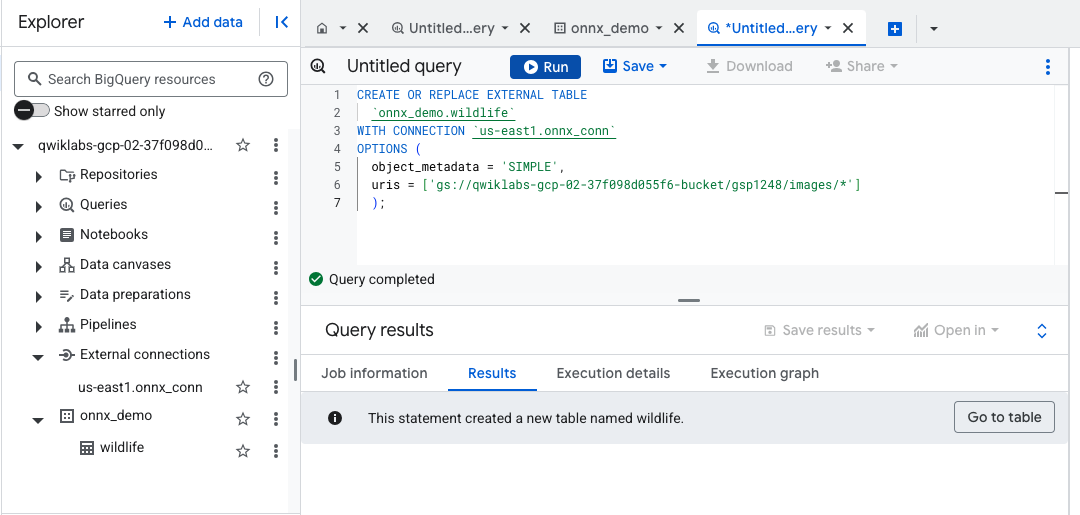 Explorer
+ Add data
Search BigQuery resources
Show starred only
qwiklabs-gcp-02-37f098d0...
Repositories
Queries
Notebooks
Data canvases
Data preparations
Pipelines
External connections
us-east1.onnx_conn
onnx_demo
wildlife
Untitled...ery
onnx_demo
*Untitled...ery
Untitled query
Run
Save
Download
Share
1 CREATE OR REPLACE EXTERNAL TABLE
2 `onnx_demo.wildlife`
3 WITH CONNECTION `us-east1.onnx_conn`
4 OPTIONS (
5 object_metadata = 'SIMPLE',
6 uris = ['gs://qwiklabs-gcp-02-37f098d055f6-bucket/gsp1248/images/*']
7 );
Query completed
Query results
Save results
Open in
Job information
Results
Execution details
Execution graph
This statement created a new table named wildlife.
Go to table